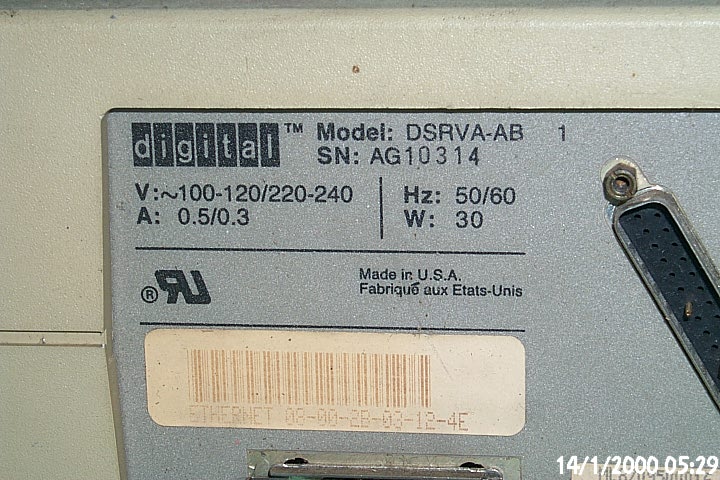 digital™ Model: DSRVA-AB 1
SN: AG10314
V:~100-120/220-240 Hz: 50/60
A: 0.5/0.3 W: 30
Made in U.S.A.
Fabriqué aux Etats-Unis
ETHERNET 08-00-2B-03-12-4E
14/1/2000 05:29